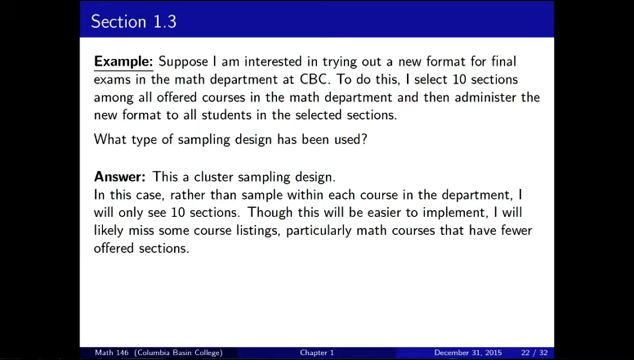 Section 1.3
Example: Suppose I am interested in trying out a new format for final
exams in the math department at CBC. To do this, I select 10 sections
among all offered courses in the math department and then administer the
new format to all students in the selected sections.
What type of sampling design has been used?
Answer: This a cluster sampling design.
In this case, rather than sample within each course in the department, I
will only see 10 sections. Though this will be easier to implement, I will
likely miss some course listings, particularly math courses that have fewer
offered sections.
Math 146 (Columbia Basin College) Chapter 1 December 31, 2015 22 / 32